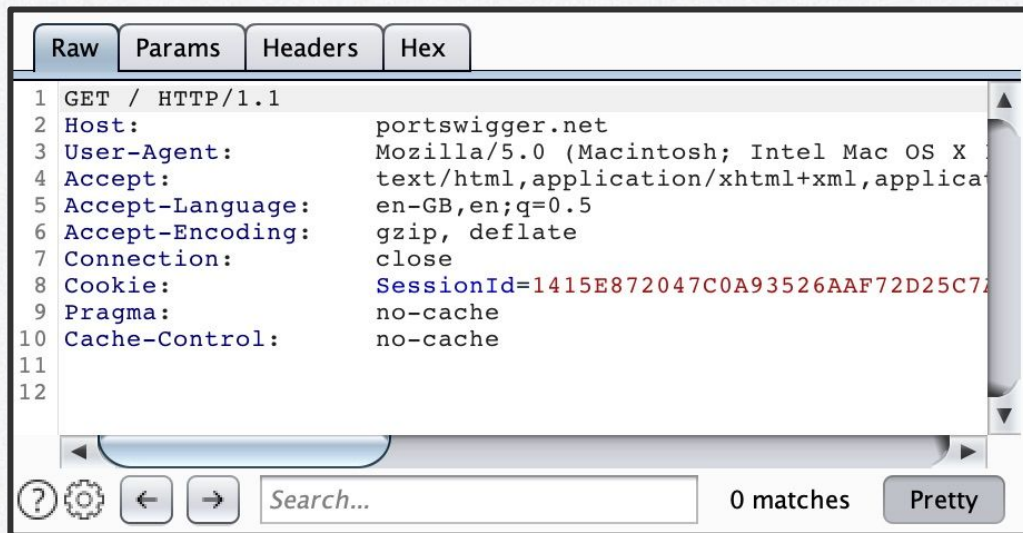 Raw Params Headers Hex
1 GET / HTTP/1.1
2 Host: portswigger.net
3 User-Agent: Mozilla/5.0 (Macintosh; Intel Mac OS X
4 Accept: text/html,application/xhtml+xml,applicat
5 Accept-Language: en-GB,en;q=0.5
6 Accept-Encoding: gzip, deflate
7 Connection: close
8 Cookie: SessionId=1415E872047C0A93526AAF72D25C7
9 Pragma: no-cache
10 Cache-Control: no-cache
11
12
? ← → Search... 0 matches Pretty